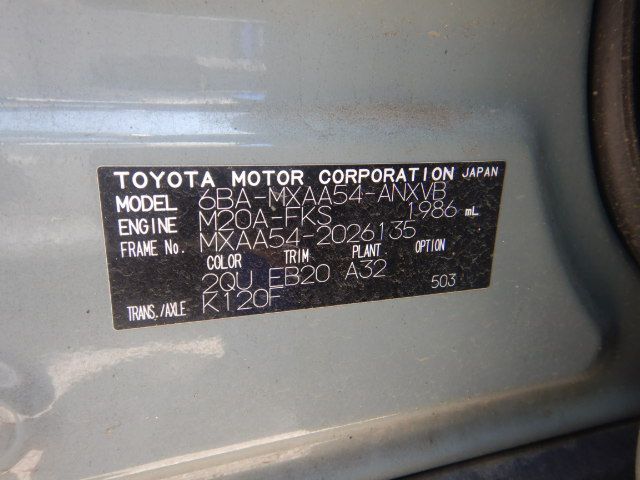 TOYOTA MOTOR CORPORATION JAPAN
MODEL 6BA-MXAA54-ANXVB
ENGINE M20A-FKS 1986 mL
FRAME No. MXAA54-2026135
COLOR TRIM PLANT OPTION
2QU EB20 A32 503
TRANS./AXLE K120F